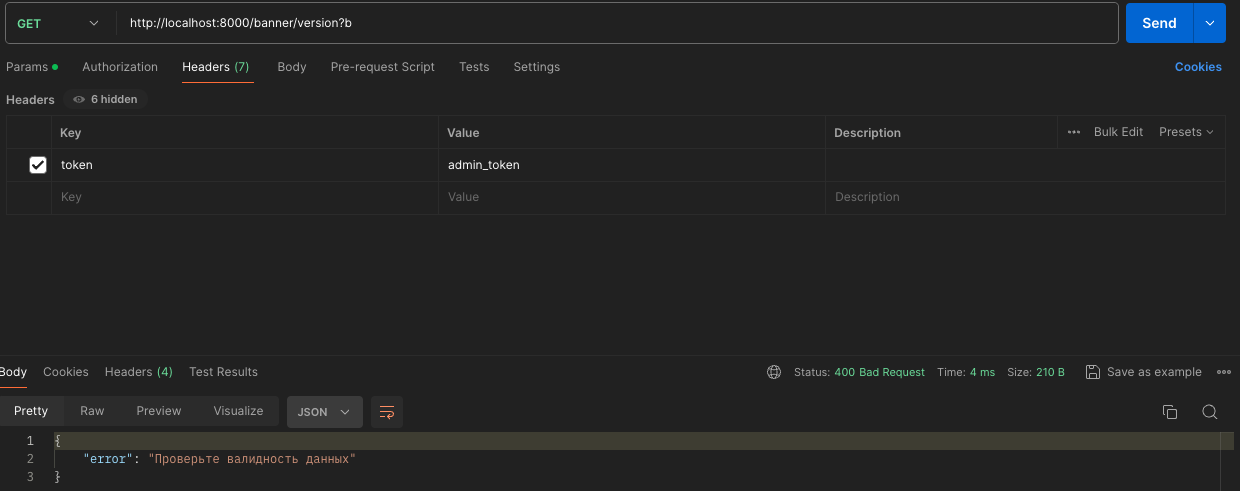 GET http://localhost:8000/banner/version?b Send
Params Authorization Headers (7) Body Pre-request Script Tests Settings Cookies
Headers 6 hidden
Key Value Description ••• Bulk Edit Presets
token admin_token
Key Value Description
Body Cookies Headers (4) Test Results Status: 400 Bad Request Time: 4 ms Size: 210 B Save as example •••
Pretty Raw Preview Visualize JSON
1 {
2 "error": "Проверьте валидность данных"
3 }